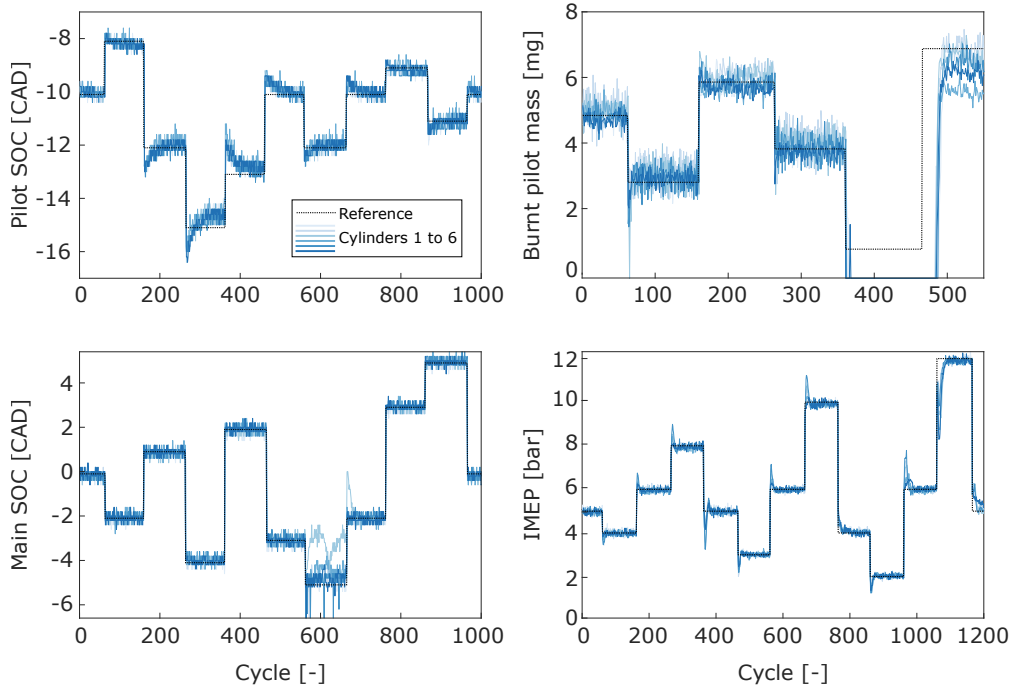 Pilot SOC [CAD]
-8
-10
-12
-14
-16
0 200 400 600 800 1000
Reference
Cylinders 1 to 6
Burnt pilot mass [mg]
8
6
4
2
0
0 100 200 300 400 500
Main SOC [CAD]
4
2
0
-2
-4
-6
0 200 400 600 800 1000
Cycle [-]
IMEP [bar]
12
10
8
6
4
2
0
0 200 400 600 800 1000 1200
Cycle [-]